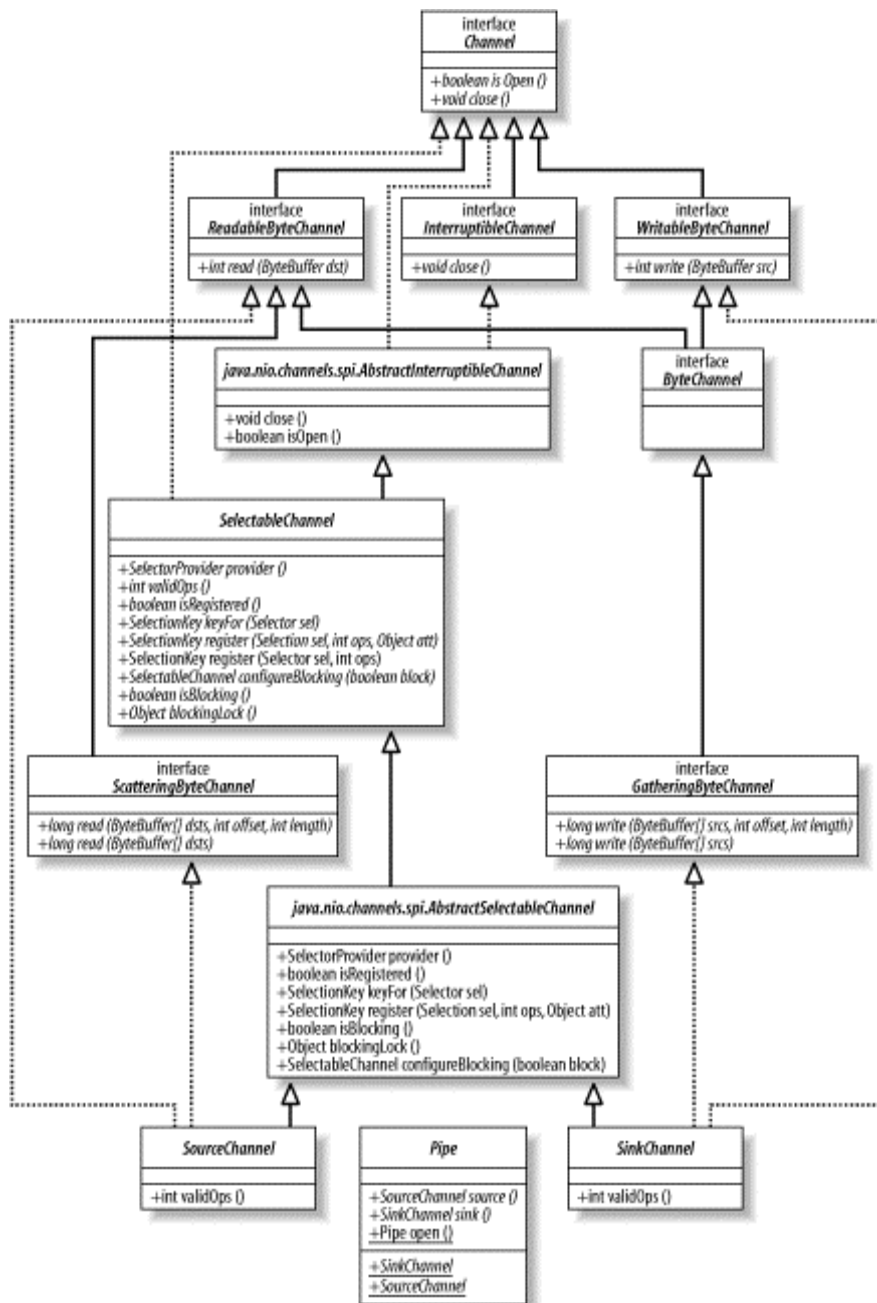 interface
Channel
+boolean is Open ()
+void close ()
interface
ReadableByteChannel
+int read (ByteBuffer dst)
interface
InterruptibleChannel
+void close ()
interface
WritableByteChannel
+int write (ByteBuffer src)
java.nio.channels.spi.AbstractInterruptibleChannel
+void close ()
+boolean isOpen ()
interface
ByteChannel
SelectableChannel
+SelectorProvider provider ()
+int validOps ()
+boolean isRegistered ()
+SelectionKey keyFor (Selector sel)
+SelectionKey register (Selection sel, int ops, Object att)
+SelectionKey register (Selector sel, int ops)
+SelectableChannel configureBlocking (boolean block)
+boolean isBlocking ()
+Object blockingLock ()
interface
ScatteringByteChannel
+long read (ByteBuffer[] dsts, int offset, int length)
+long read (ByteBuffer[] dsts)
interface
GatheringByteChannel
+long write (ByteBuffer[] srcs, int offset, int length)
+long write (ByteBuffer[] srcs)
java.nio.channels.spi.AbstractSelectableChannel
+SelectorProvider provider ()
+boolean isRegistered ()
+SelectionKey keyFor (Selector sel)
+SelectionKey register (Selection sel, int ops, Object att)
+boolean isBlocking ()
+Object blockingLock ()
+SelectableChannel configureBlocking (boolean block)
SourceChannel
+int validOps ()
Pipe
+SourceChannel source ()
+SinkChannel sink ()
+Pipe open ()
+SinkChannel
+SourceChannel
SinkChannel
+int validOps ()